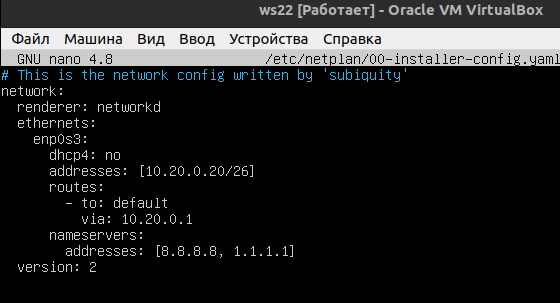 ws22 [Работает] - Oracle VM VirtualBox
Файл Машина Вид Ввод Устройства Справка
GNU nano 4.8 /etc/netplan/00-installer-config.yaml
# This is the network config written by 'subiquity'
network:
  renderer: networkd
  ethernets:
    enp0s3:
      dhcp4: no
      addresses: [10.20.0.20/26]
      routes:
        - to: default
          via: 10.20.0.1
      nameservers:
        addresses: [8.8.8.8, 1.1.1.1]
  version: 2